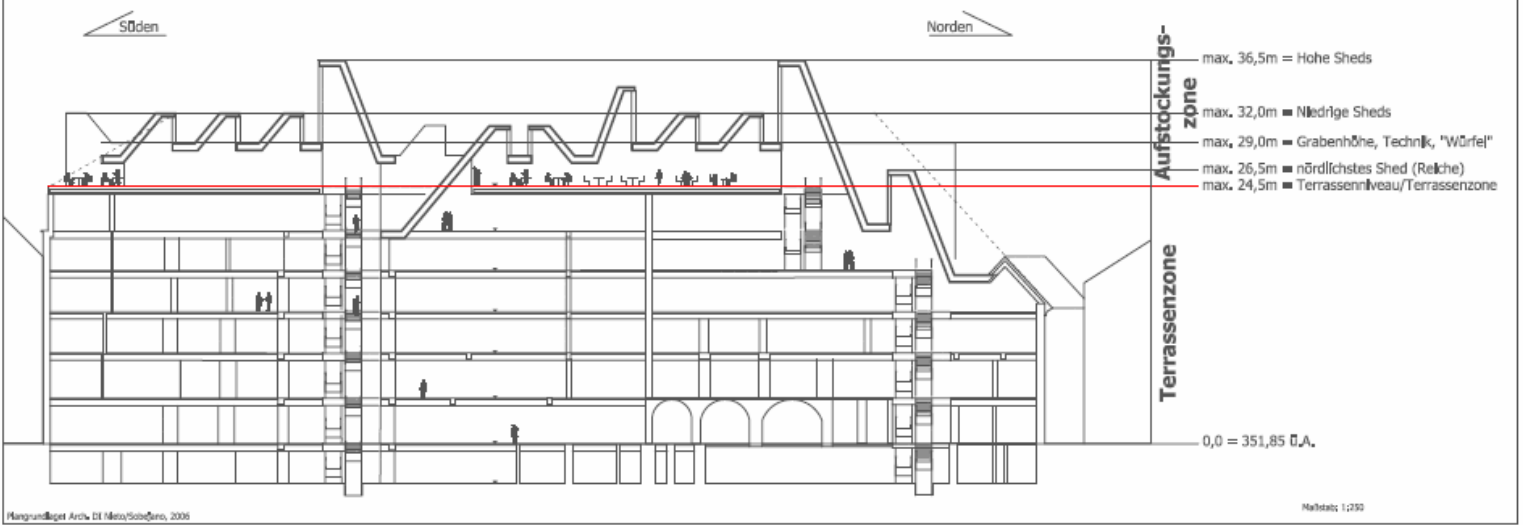 Süden
Norden
Aufstockungs-
zone
max. 36,5m = Hohe Sheds
max. 32,0m = Niedrige Sheds
max. 29,0m = Grabenhöhe, Technik, "Würfel"
max. 26,5m = nördlichstes Shed (Reiche)
max. 24,5m = Terrassenniveau/Terrassenzone
Terrassenzone
0,0 = 351,85 Ü.A.
Plangrundlage: Arch. DI Nieto/Sobejano, 2006
Maßstab: 1:250